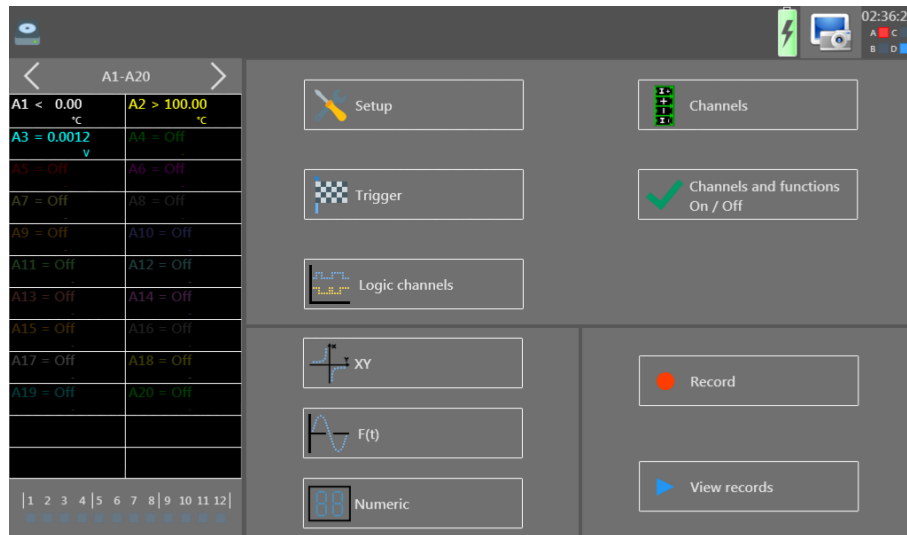 02:36:2
A C
B D
A1-A20
A1 < 0.00
°C
A2 > 100.00
°C
A3 = 0.0012
V
A4 = Off
A5 = Off
A6 = Off
A7 = Off
A8 = Off
A9 = Off
A10 = Off
A11 = Off
A12 = Off
A13 = Off
A14 = Off
A15 = Off
A16 = Off
A17 = Off
A18 = Off
A19 = Off
A20 = Off
1 2 3 4 5 6 7 8 9 10 11 12
Setup
Channels
Trigger
Channels and functions
On / Off
Logic channels
XY
F(t)
Numeric
Record
View records